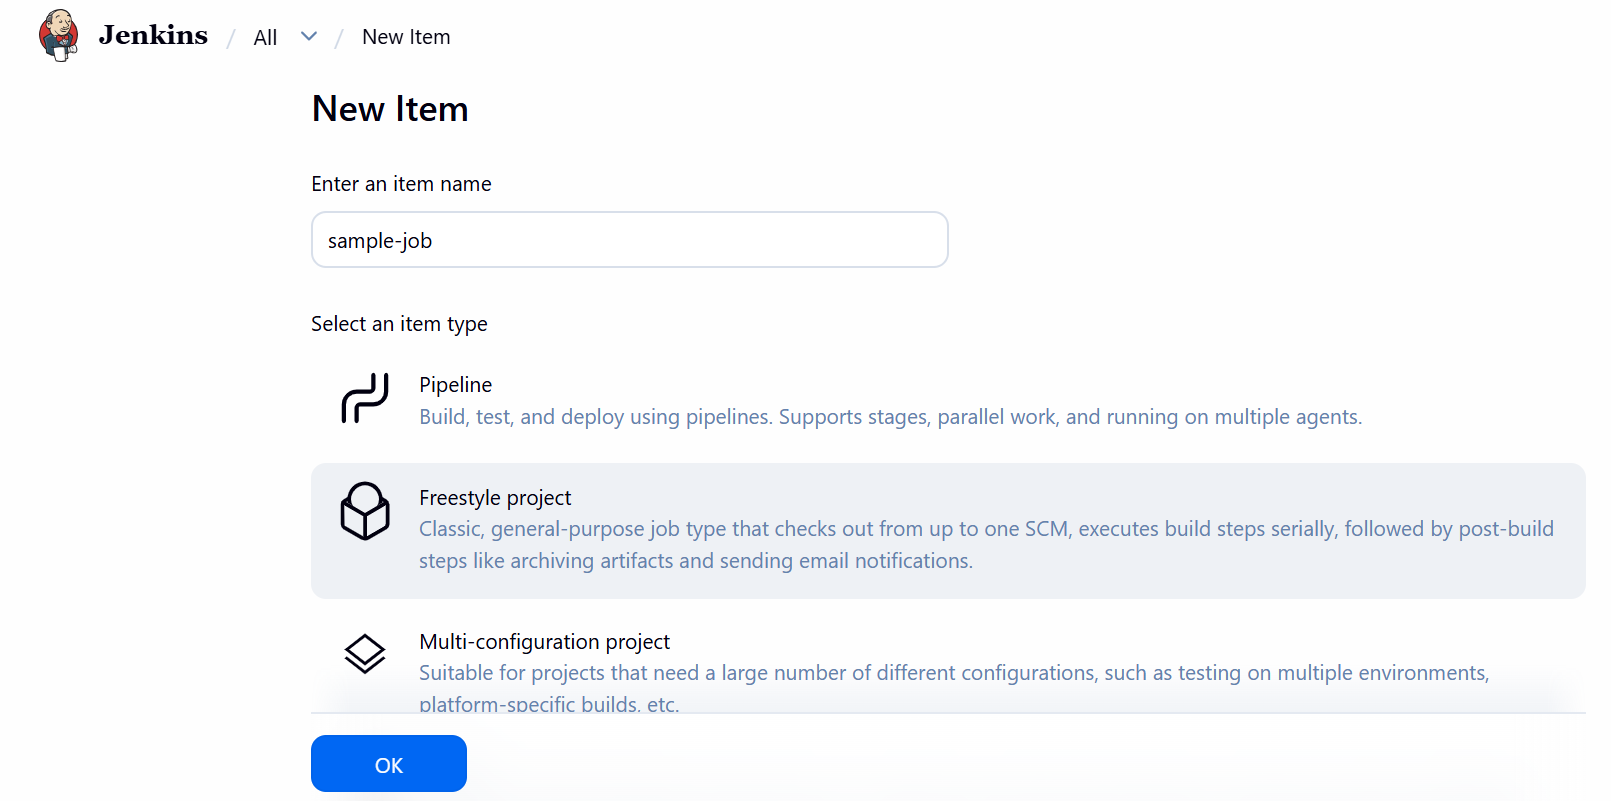 Jenkins / All / New Item
New Item
Enter an item name
sample-job
Select an item type
Pipeline
Build, test, and deploy using pipelines. Supports stages, parallel work, and running on multiple agents.
Freestyle project
Classic, general-purpose job type that checks out from up to one SCM, executes build steps serially, followed by post-build
steps like archiving artifacts and sending email notifications.
Multi-configuration project
Suitable for projects that need a large number of different configurations, such as testing on multiple environments,
platform-specific builds, etc.
OK